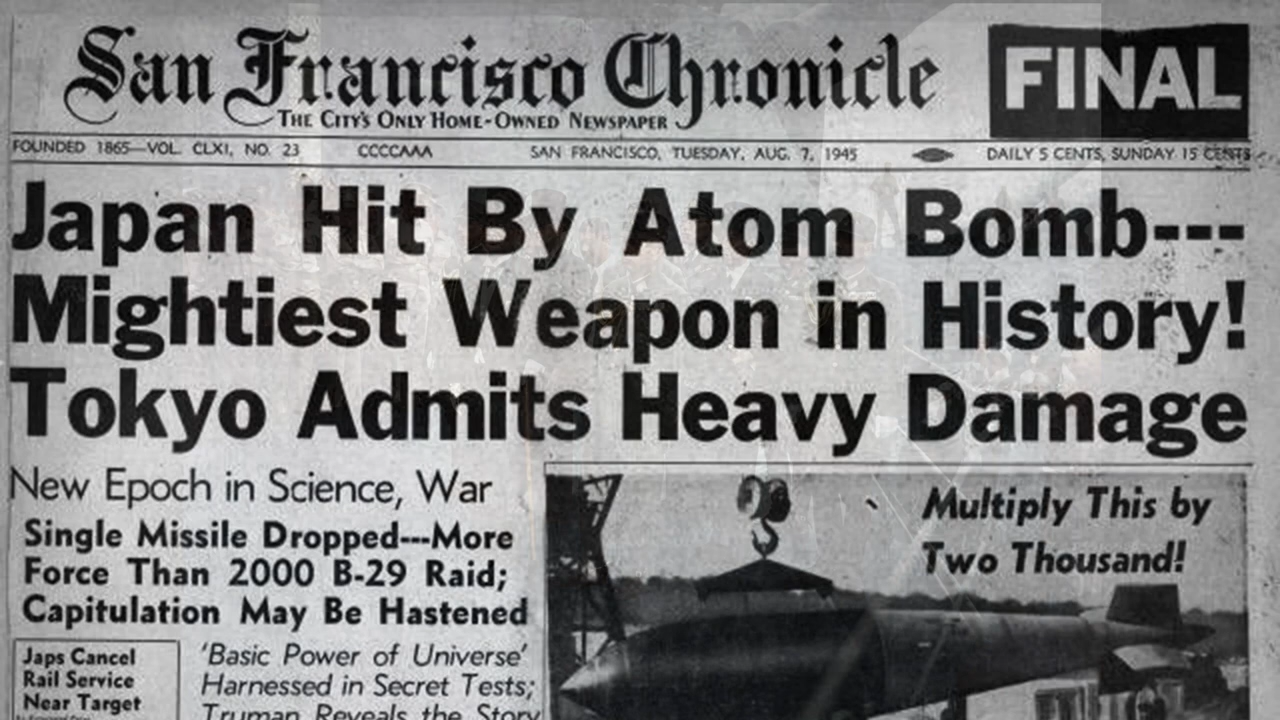 San Francisco Chronicle
FINAL
THE CITY'S ONLY HOME-OWNED NEWSPAPER
FOUNDED 1865—VOL. CLXI, NO. 23 CCCCAAA SAN FRANCISCO, TUESDAY, AUG. 7, 1945 DAILY 5 CENTS, SUNDAY 15 CENTS
Japan Hit By Atom Bomb---
Mightiest Weapon in History!
Tokyo Admits Heavy Damage
New Epoch in Science, War
Single Missile Dropped---More
Force Than 2000 B-29 Raid;
Capitulation May Be Hastened
Japs Cancel
Rail Service
Near Target
'Basic Power of Universe'
Harnessed in Secret Tests;
Truman Reveals the Story
Multiply This by
Two Thousand!